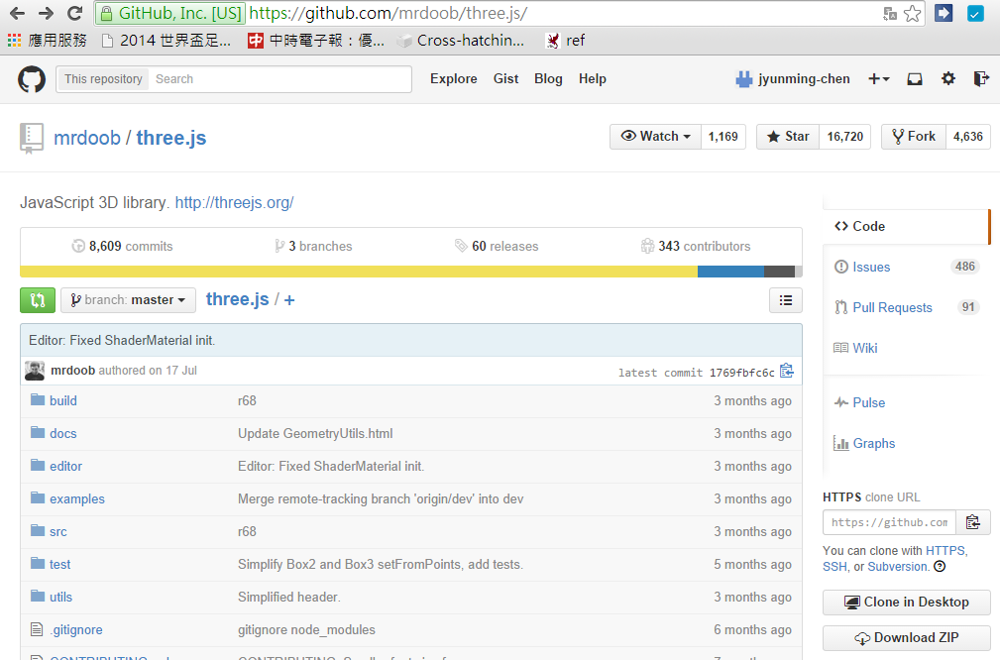 GitHub, Inc. [US] https://github.com/mrdoob/three.js/
應用服務 2014 世界盃足... 中時電子報：優... Cross-hatchin... ref
This repository Search Explore Gist Blog Help jyunming-chen
mrdoob / three.js Watch 1,169 Star 16,720 Fork 4,636
JavaScript 3D library. http://threejs.org/
8,609 commits 3 branches 60 releases 343 contributors
branch: master three.js / +
Editor: Fixed ShaderMaterial init.
mrdoob authored on 17 Jul latest commit 1769fbfc6c
build r68 3 months ago
docs Update GeometryUtils.html 3 months ago
editor Editor: Fixed ShaderMaterial init. 3 months ago
examples Merge remote-tracking branch 'origin/dev' into dev 3 months ago
src r68 3 months ago
test Simplify Box2 and Box3 setFromPoints, add tests. 5 months ago
utils Simplified header. 3 months ago
.gitignore gitignore node_modules 6 months ago
Code
Issues 486
Pull Requests 91
Wiki
Pulse
Graphs
HTTPS clone URL
https://github.com
You can clone with HTTPS,
SSH, or Subversion.
Clone in Desktop
Download ZIP